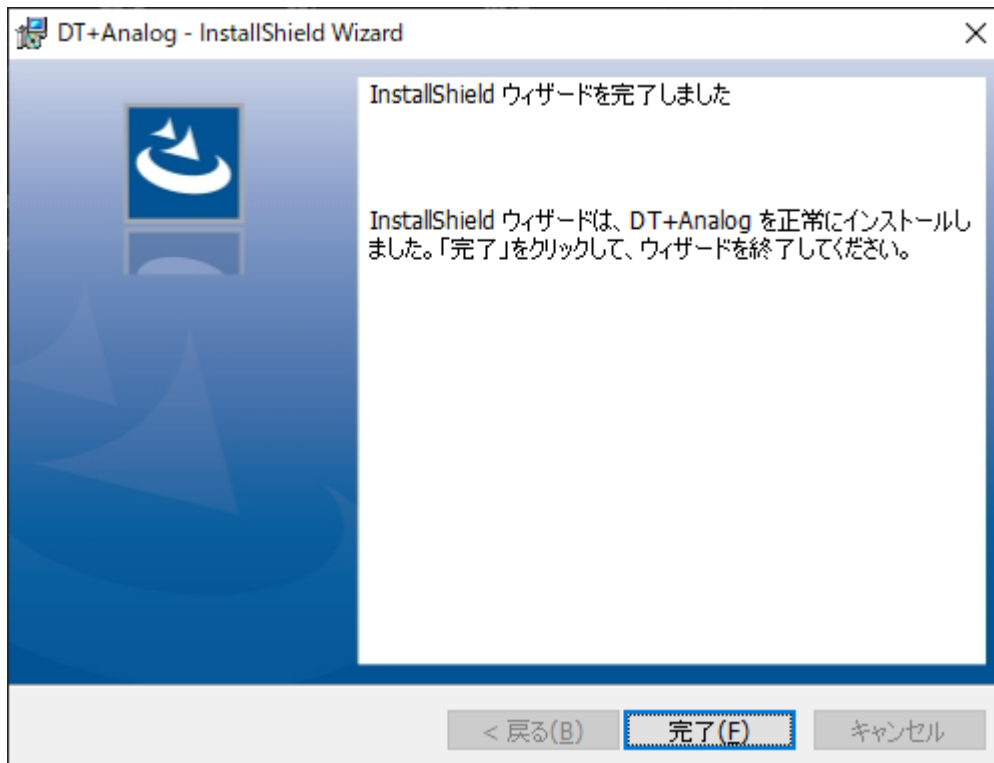 DT+Analog - InstallShield Wizard
InstallShield ウィザードを完了しました
InstallShield ウィザードは、DT+Analog を正常にインストールし
ました。「完了」をクリックして、ウィザードを終了してください。
< 戻る(B) 完了(F) キャンセル